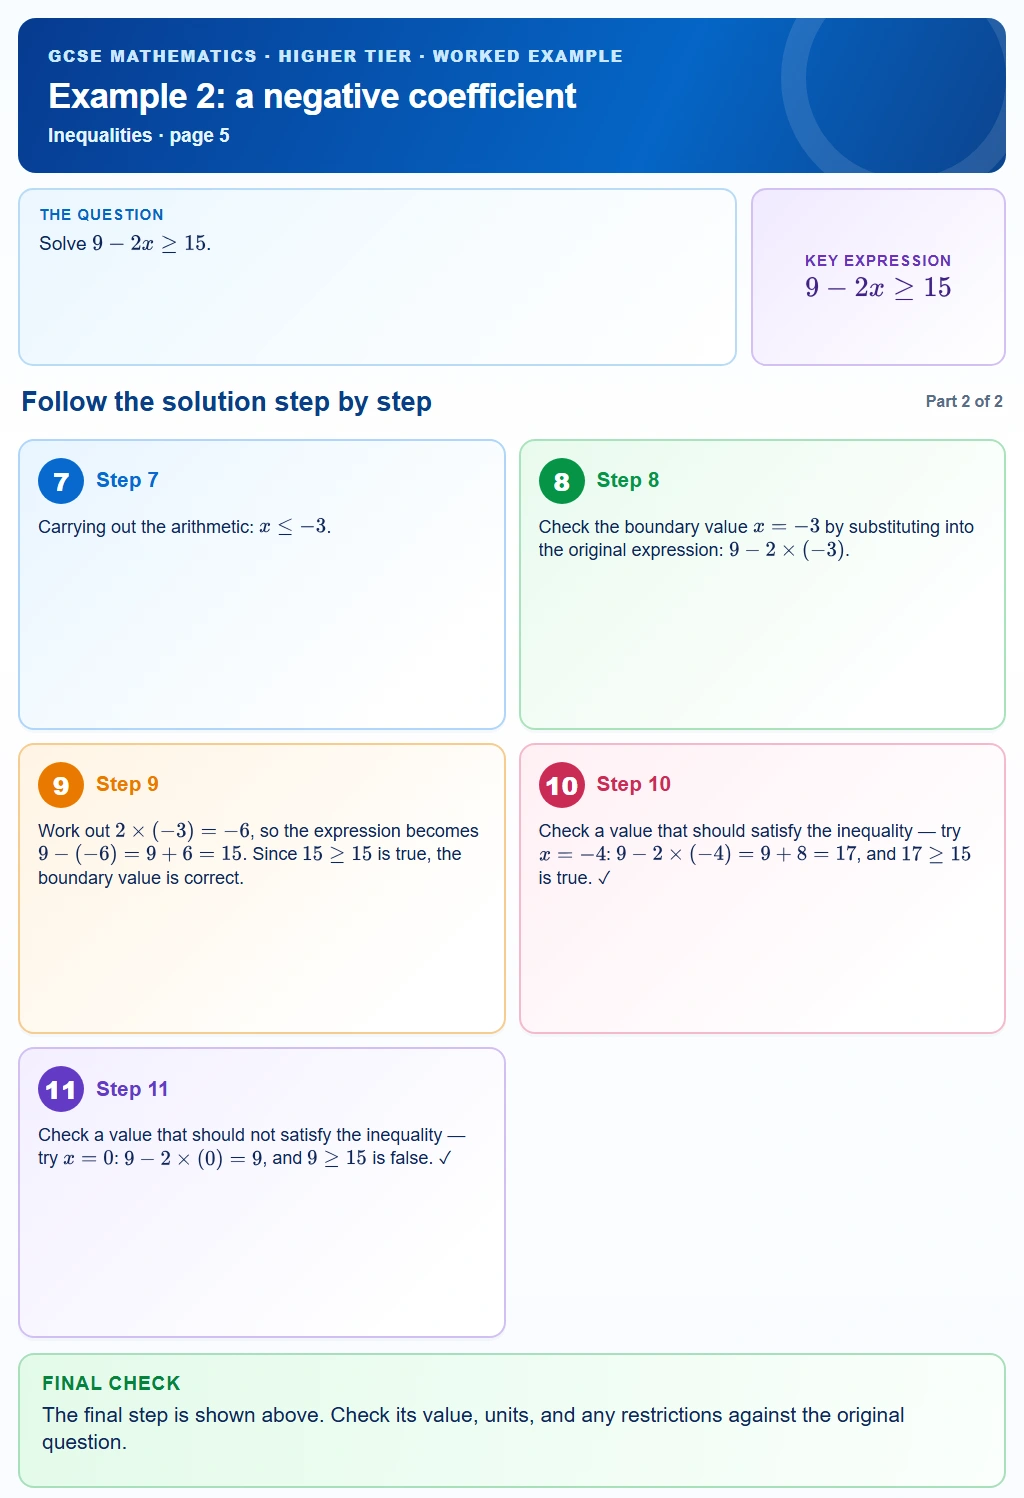 GCSE MATHEMATICS · HIGHER TIER · WORKED EXAMPLE
Example 2: a negative coefficient
Inequalities · page 5
THE QUESTION
Solve 9 − 2x ≥ 15.
KEY EXPRESSION
9 − 2x ≥ 15
Follow the solution step by step
Part 2 of 2
7 Step 7
Carrying out the arithmetic: x ≤ −3.
8 Step 8
Check the boundary value x = −3 by substituting into
the original expression: 9 − 2 × (−3).
9 Step 9
Work out 2 × (−3) = −6, so the expression becomes
9 − (−6) = 9 + 6 = 15. Since 15 ≥ 15 is true, the
boundary value is correct.
10 Step 10
Check a value that should satisfy the inequality — try
x = −4: 9 − 2 × (−4) = 9 + 8 = 17, and 17 ≥ 15
is true. ✓
11 Step 11
Check a value that should not satisfy the inequality —
try x = 0: 9 − 2 × (0) = 9, and 9 ≥ 15 is false. ✓
FINAL CHECK
The final step is shown above. Check its value, units, and any restrictions against the original
question.